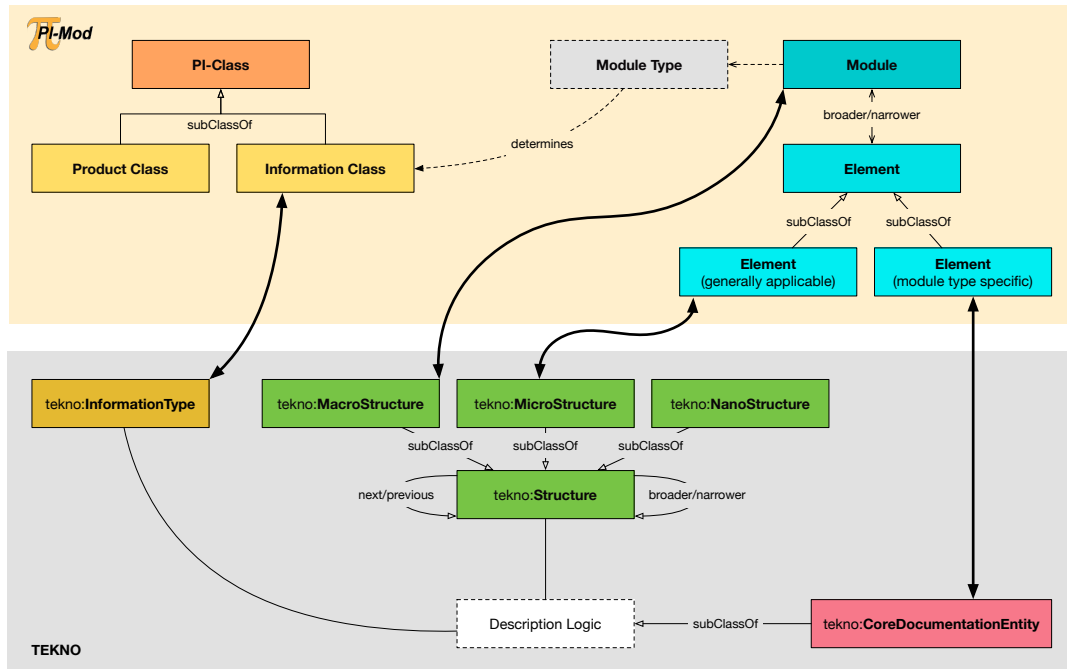 PI-Mod
PI-Class
Module Type
Module
subClassOf
broader/narrower
determines
Product Class
Information Class
Element
subClassOf
subClassOf
Element
(generally applicable)
Element
(module type specific)
tekno:InformationType
tekno:MacroStructure
tekno:MicroStructure
tekno:NanoStructure
subClassOf
subClassOf
subClassOf
next/previous
tekno:Structure
broader/narrower
Description Logic
subClassOf
tekno:CoreDocumentationEntity
TEKNO